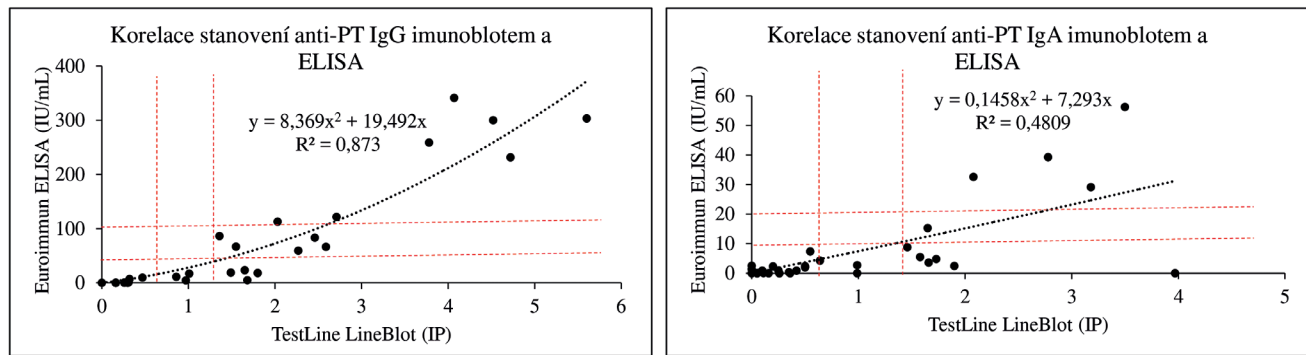 Korelace stanovení anti-PT IgG imunoblotem a
ELISA
400
300
200
100
0
0
1
2
3
4
5
6
y = 8,369x² + 19,492x
R² = 0,873
Euroimmun ELISA (IU/mL)
TestLine LineBlot (IP)
Korelace stanovení anti-PT IgA imunoblotem a
ELISA
60
50
40
30
20
10
0
0
1
2
3
4
5
y = 0,1458x² + 7,293x
R² = 0,4809
Euroimmun ELISA (IU/mL)
TestLine LineBlot (IP)